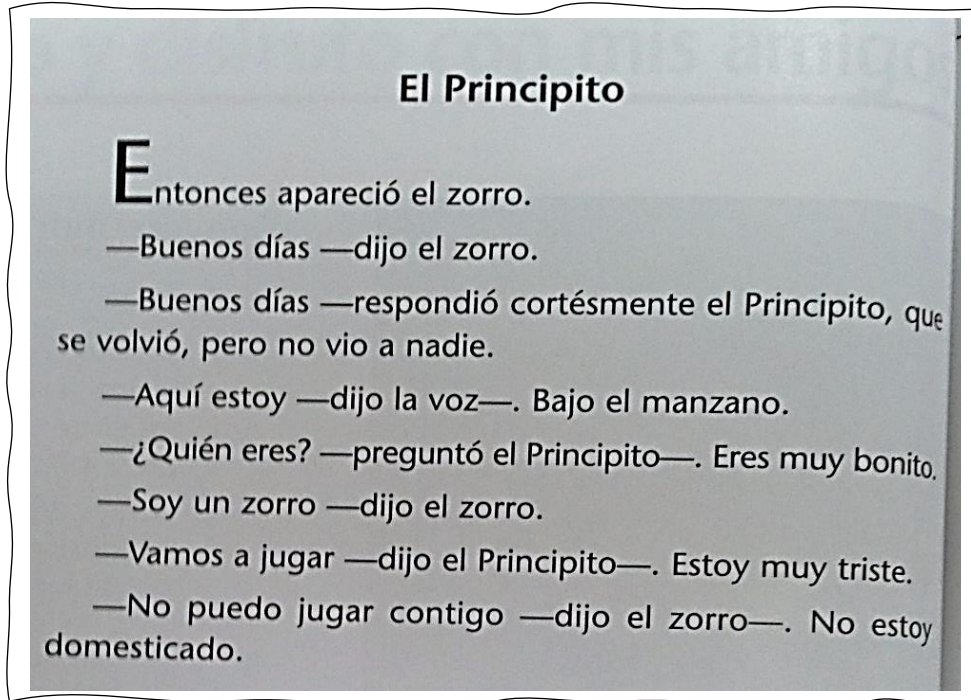 El Principito
Entonces apareció el zorro.
—Buenos días —dijo el zorro.
—Buenos días —respondió cortésmente el Principito, que
se volvió, pero no vio a nadie.
—Aquí estoy —dijo la voz—. Bajo el manzano.
—¿Quién eres? —preguntó el Principito—. Eres muy bonito.
—Soy un zorro —dijo el zorro.
—Vamos a jugar —dijo el Principito—. Estoy muy triste.
—No puedo jugar contigo —dijo el zorro—. No estoy
domesticado.